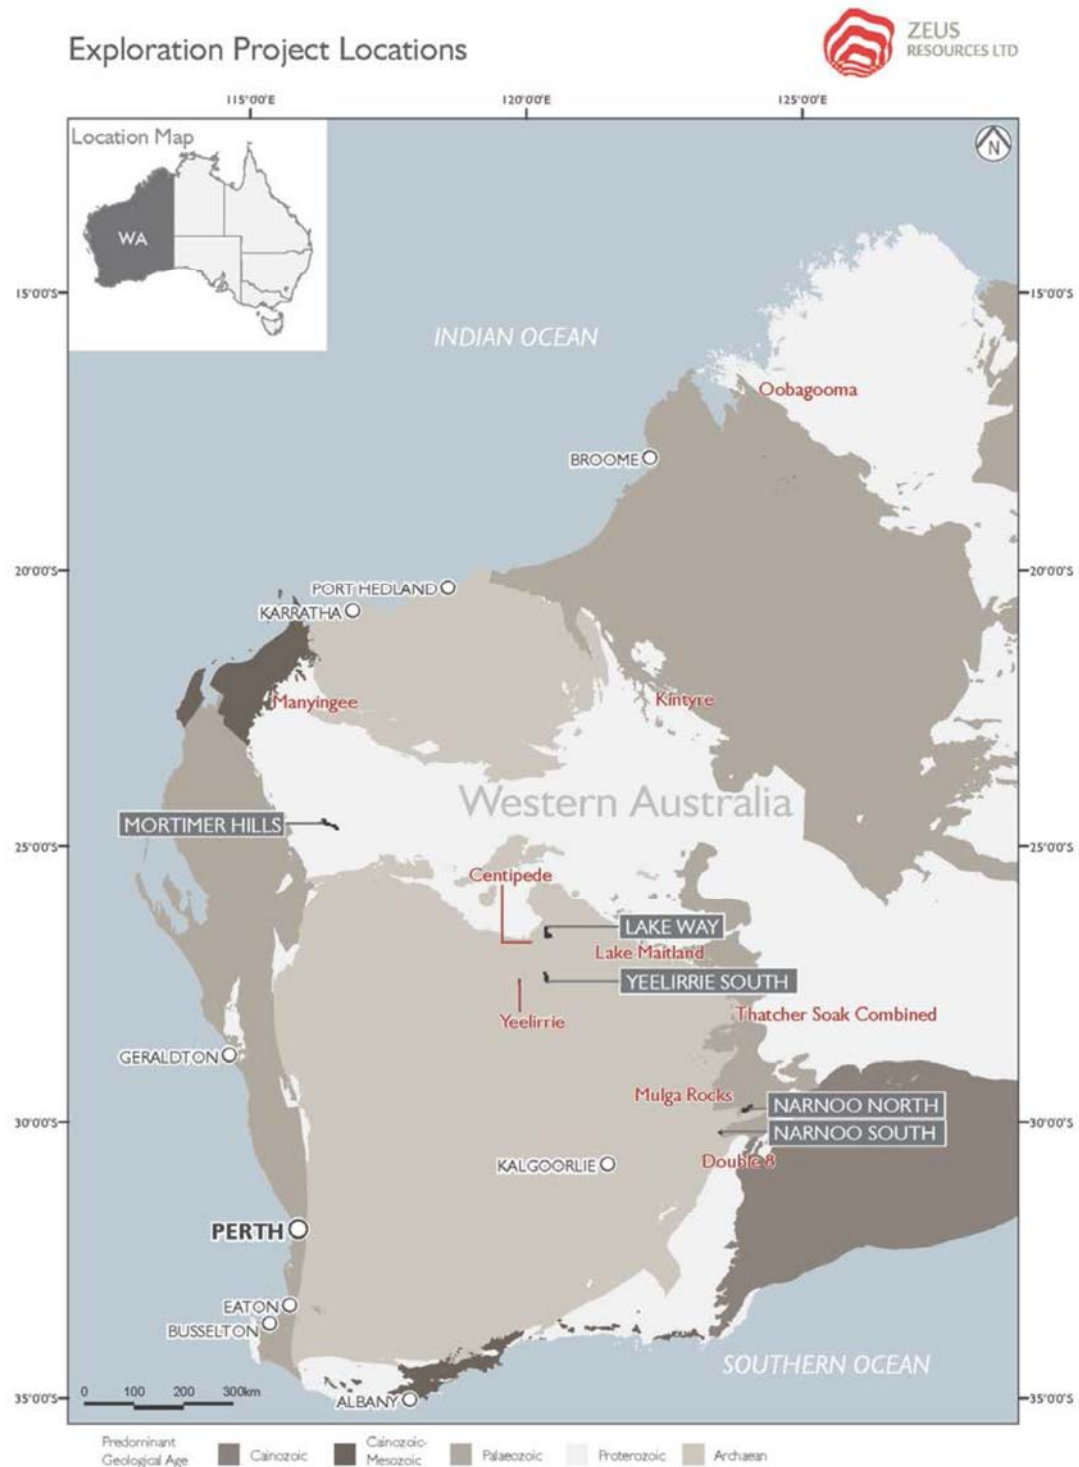 Exploration Project Locations
ZEUS
RESOURCES LTD
115°00'E
120°00'E
125°00'E
Location Map
N
WA
15°00'S
15°00'S
INDIAN OCEAN
Oobagooma
BROOME
20°00'S
20°00'S
PORT HEDLAND
KARRATHA
Manyingee
Kintyre
Western Australia
MORTIMER HILLS
25°00'S
25°00'S
Centipede
LAKE WAY
Lake Maitland
YEELIRRIE SOUTH
Yeelirrie
Thatcher Soak Combined
GERALDTON
Mulga Rocks
NARNOO NORTH
30°00'S
30°00'S
NARNOO SOUTH
Double 8
KALGOORLIE
PERTH
EATON
BUSSELTON
SOUTHERN OCEAN
0 100 200 300km
35°00'S
35°00'S
ALBANY
Predominant
Geological Age
Cainozoic
Cainozoic-
Mesozoic
Palaeozoic
Proterozoic
Archaean